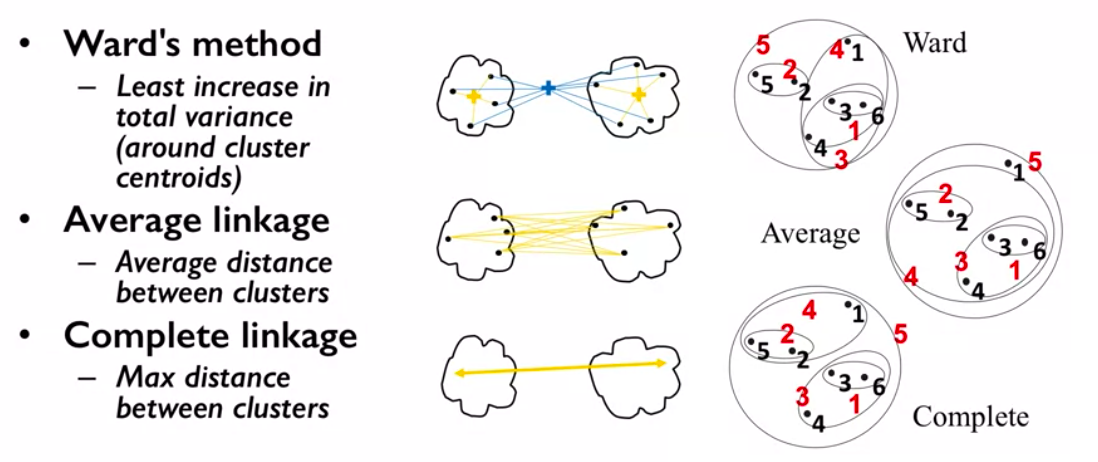 • Ward's method
– Least increase in
total variance
(around cluster
centroids)
• Average linkage
– Average distance
between clusters
• Complete linkage
– Max distance
between clusters
Ward
5
4
1
2
5
2
3
6
4
1
3
Average
1
5
5
2
2
3
6
3
1
4
4
Complete
4
1
5
2
5
2
3
6
3
1
4